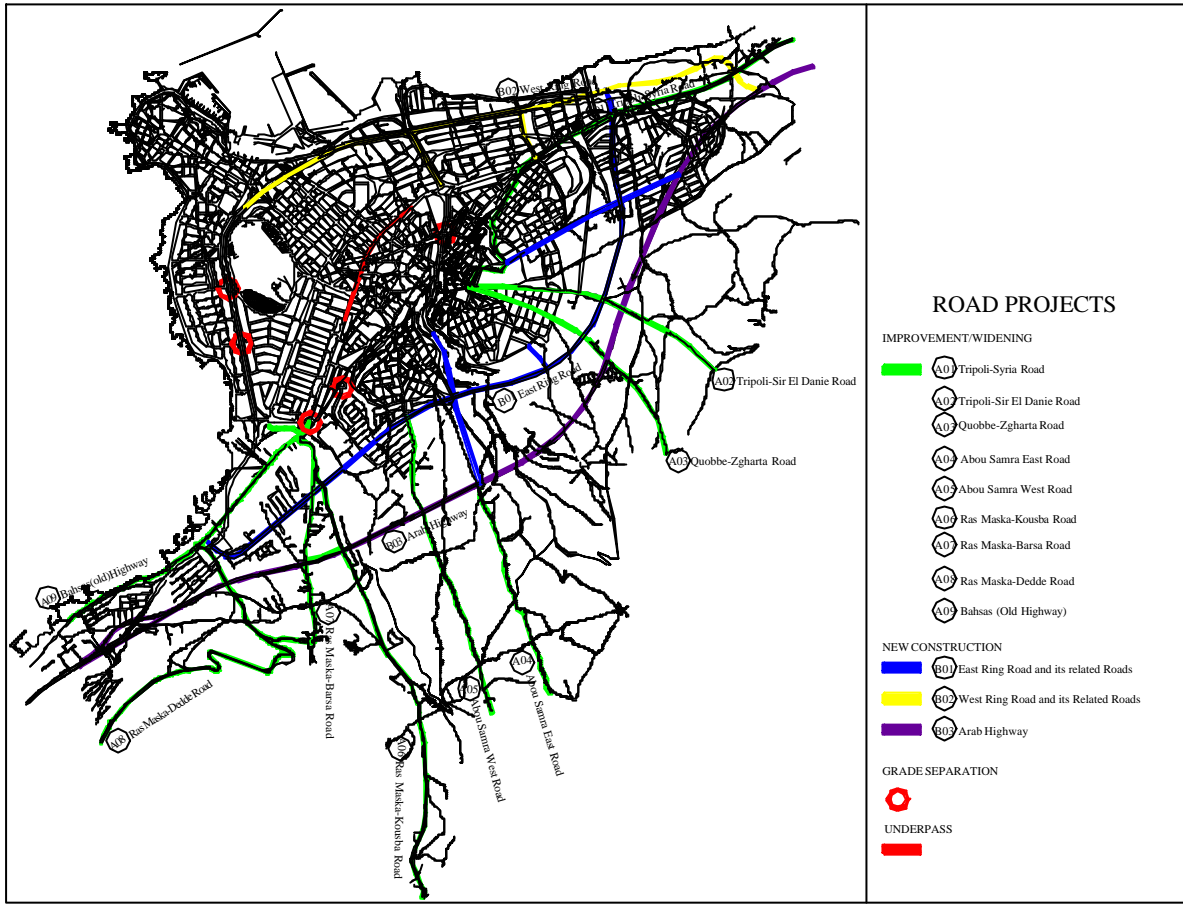 B02 West Ring Road
Tripoli-Syria Road
B01 East Ring Road
A02 Tripoli-Sir El Danie Road
A03 Quobbe-Zgharta Road
B03 Arab Highway
A09 Bahsas(old) Highway
A07 Ras Maska-Barsa Road
A04 Abou Samra East Road
A05 Abou Samra West Road
A08 Ras Maska-Dedde Road
A06 Ras Maska-Kousba Road
ROAD PROJECTS
IMPROVEMENT/WIDENING
A01 Tripoli-Syria Road
A02 Tripoli-Sir El Danie Road
A03 Quobbe-Zgharta Road
A04 Abou Samra East Road
A05 Abou Samra West Road
A06 Ras Maska-Kousba Road
A07 Ras Maska-Barsa Road
A08 Ras Maska-Dedde Road
A09 Bahsas (Old Highway)
NEW CONSTRUCTION
B01 East Ring Road and its related Roads
B02 West Ring Road and its Related Roads
B03 Arab Highway
GRADE SEPARATION
UNDERPASS